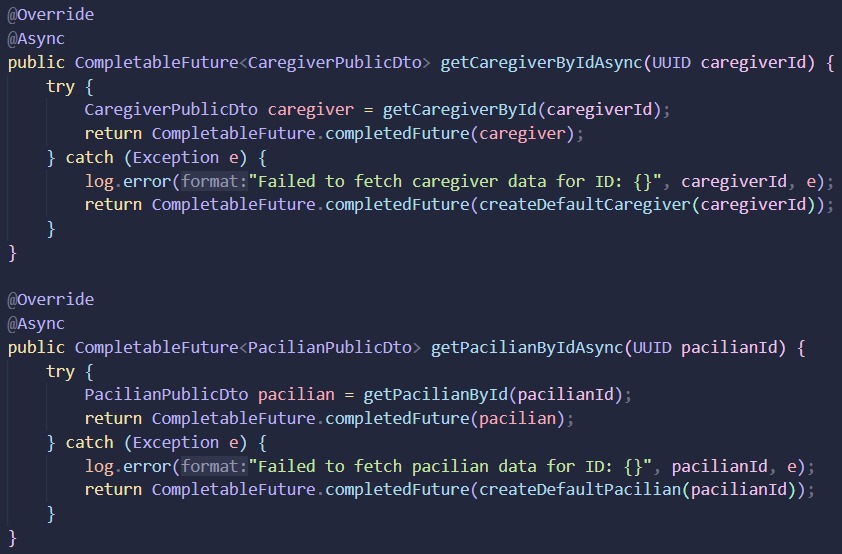 @Override
@Async
public CompletableFuture<CaregiverPublicDto> getCaregiverByIdAsync(UUID caregiverId) {
    try {
        CaregiverPublicDto caregiver = getCaregiverById(caregiverId);
        return CompletableFuture.completedFuture(caregiver);
    } catch (Exception e) {
        log.error(format:"Failed to fetch caregiver data for ID: {}", caregiverId, e);
        return CompletableFuture.completedFuture(createDefaultCaregiver(caregiverId));
    }
}

@Override
@Async
public CompletableFuture<PacilianPublicDto> getPacilianByIdAsync(UUID pacilianId) {
    try {
        PacilianPublicDto pacilian = getPacilianById(pacilianId);
        return CompletableFuture.completedFuture(pacilian);
    } catch (Exception e) {
        log.error(format:"Failed to fetch pacilian data for ID: {}", pacilianId, e);
        return CompletableFuture.completedFuture(createDefaultPacilian(pacilianId));
    }
}